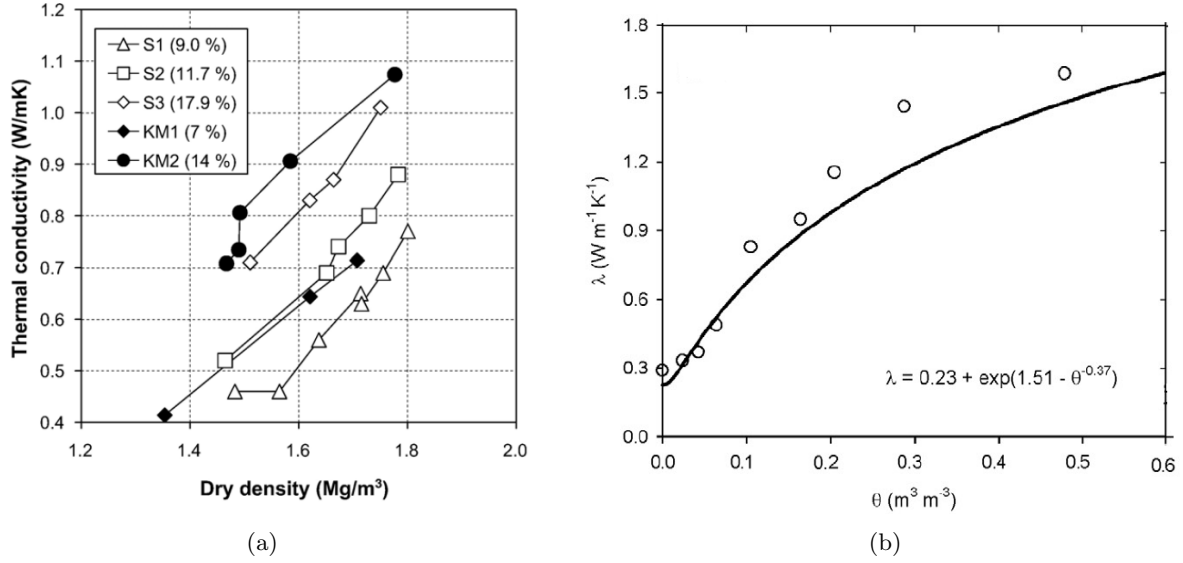 1.2
1.1
1.0
0.9
0.8
0.7
0.6
0.5
0.4
Thermal conductivity (W/mK)
S1 (9.0 %)
S2 (11.7 %)
S3 (17.9 %)
KM1 (7 %)
KM2 (14 %)
1.2 1.4 1.6 1.8 2.0
Dry density (Mg/m³)
(a)
1.8
1.5
1.2
0.9
0.6
0.3
0.0
λ (W m⁻¹ K⁻¹)
λ = 0.23 + exp(1.51 - θ⁻⁰·³⁷)
0.0 0.1 0.2 0.3 0.4 0.5 0.6
θ (m³ m⁻³)
(b)